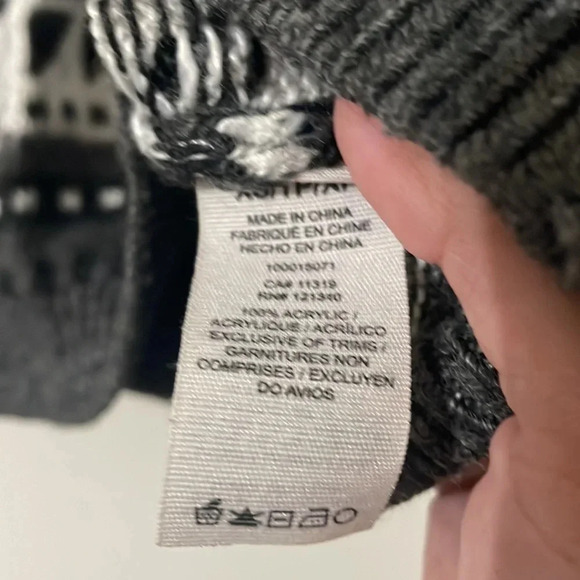 MADE IN CHINA
FABRIQUÉ EN CHINE
HECHO EN CHINA
100015071
CA# 11319
RN# 121340
100% ACRYLIC /
ACRYLIQUE / ACRÍLICO
EXCLUSIVE OF TRIMS /
GARNITURES NON
COMPRISES / EXCLUYEN
DO AVIOS